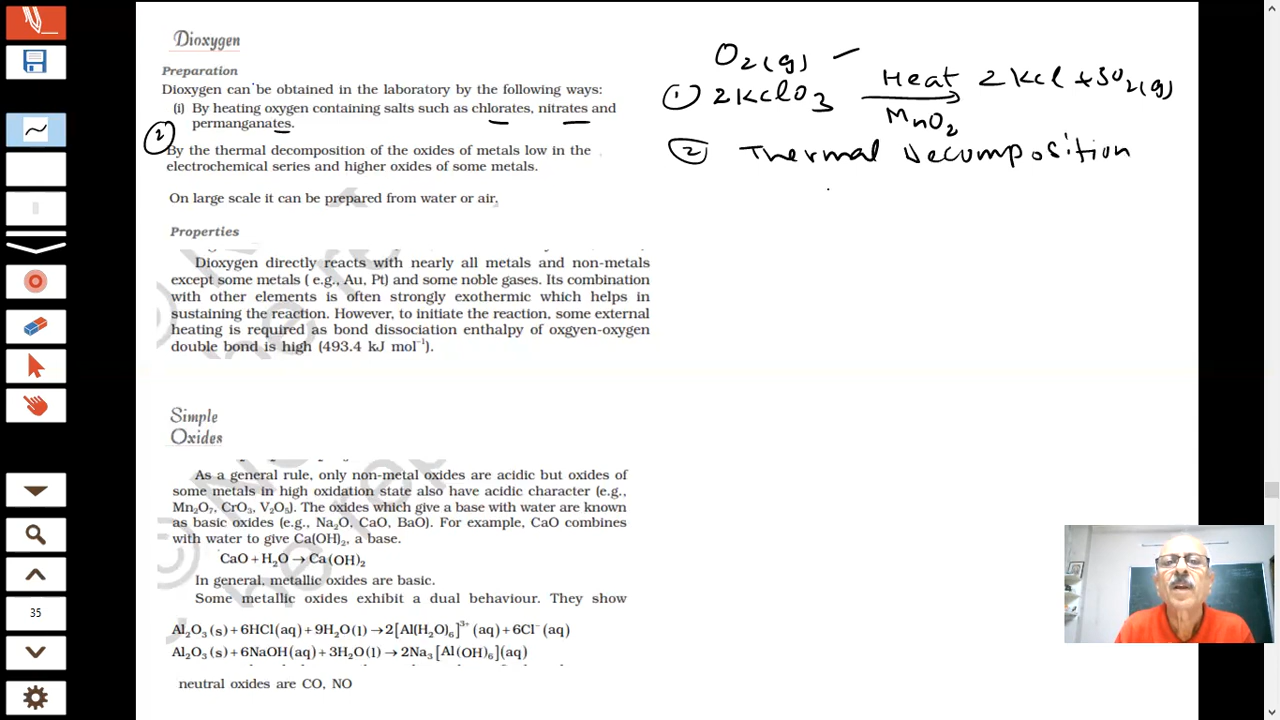 Dioxygen
Preparation
Dioxygen can be obtained in the laboratory by the following ways:
(i) By heating oxygen containing salts such as chlorates, nitrates and
permanganates.
②
By the thermal decomposition of the oxides of metals low in the
electrochemical series and higher oxides of some metals.
On large scale it can be prepared from water or air.
Properties
Dioxygen directly reacts with nearly all metals and non-metals
except some metals ( e.g., Au, Pt) and some noble gases. Its combination
with other elements is often strongly exothermic which helps in
sustaining the reaction. However, to initiate the reaction, some external
heating is required as bond dissociation enthalpy of oxgyen-oxygen
double bond is high (493.4 kJ mol⁻¹).
Simple
Oxides
As a general rule, only non-metal oxides are acidic but oxides of
some metals in high oxidation state also have acidic character (e.g.,
Mn₂O₇, CrO₃, V₂O₅). The oxides which give a base with water are known
as basic oxides (e.g., Na₂O, CaO, BaO). For example, CaO combines
with water to give Ca(OH)₂, a base.
CaO + H₂O → Ca(OH)₂
In general, metallic oxides are basic.
Some metallic oxides exhibit a dual behaviour. They show
Al₂O₃(s) + 6HCl(aq) + 9H₂O(l) → 2[Al(H₂O)₆]³⁺(aq) + 6Cl⁻(aq)
Al₂O₃(s) + 6NaOH(aq) + 3H₂O(l) → 2Na₃[Al(OH)₆](aq)
neutral oxides are CO, NO
O₂(g) –
① 2KClO₃ Heat → MnO₂ 2KCl + 3O₂(g)
② Thermal Decomposition
35